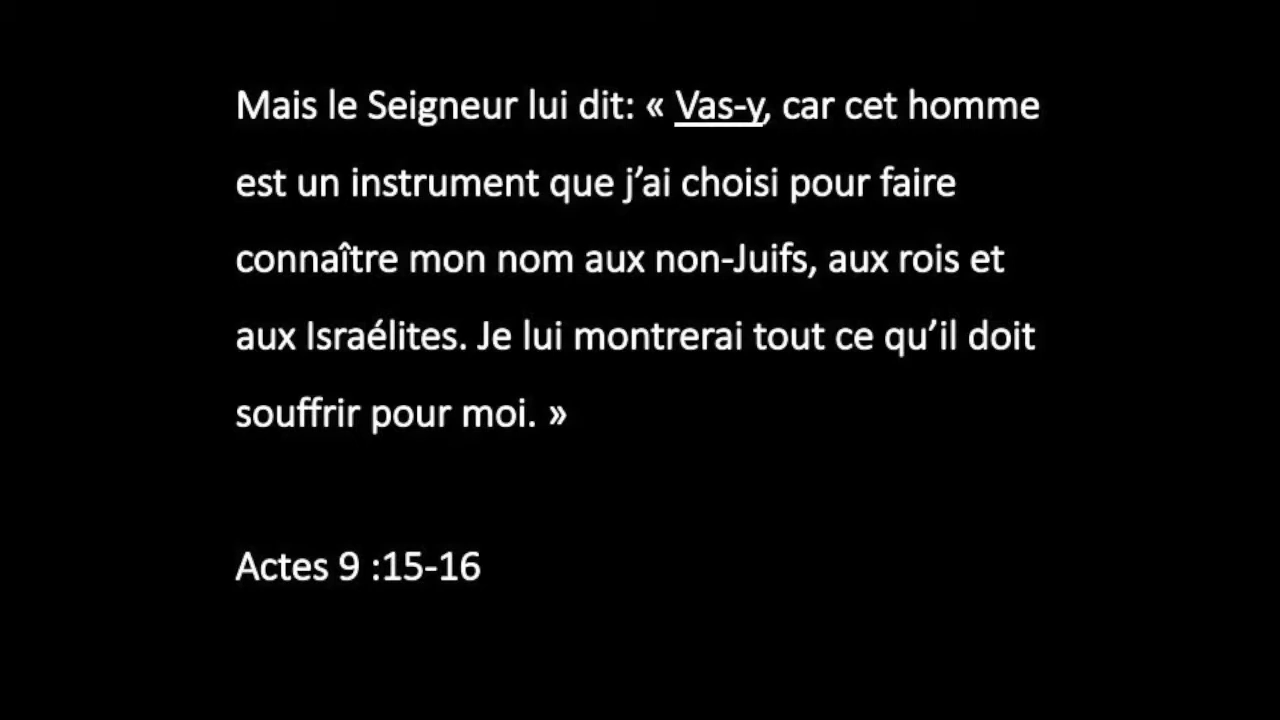 Mais le Seigneur lui dit: « Vas-y, car cet homme
est un instrument que j’ai choisi pour faire
connaître mon nom aux non-Juifs, aux rois et
aux Israélites. Je lui montrerai tout ce qu’il doit
souffrir pour moi. »
Actes 9 :15-16